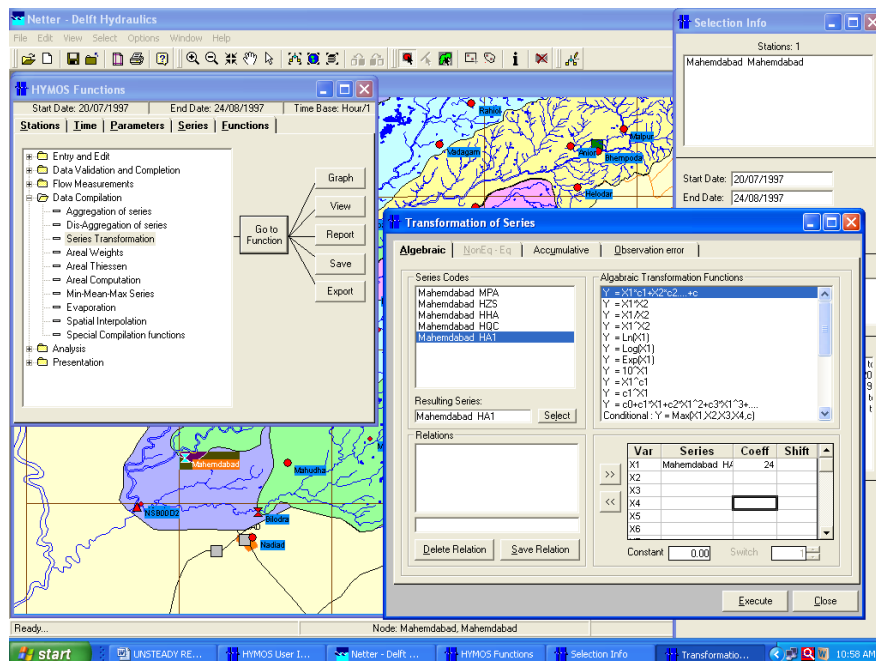 Netter - Delft Hydraulics
File Edit View Select Options Window Help
HYMOS Functions
Start Date: 20/07/1997 End Date: 24/08/1997 Time Base: Hour/1
Stations Time Parameters Series Functions
Entry and Edit
Data Validation and Completion
Flow Measurements
Data Compilation
Aggregation of series
Dis-Aggregation of series
Series Transformation
Areal Weights
Areal Thiessen
Areal Computation
Min-Mean-Max Series
Evaporation
Spatial Interpolation
Special Compilation functions
Analysis
Presentation
Go to
Function
Graph
View
Report
Save
Export
Rahiol
Vadagam
Malpur
Anior
Bhempoda
Helodar
Mahemdabad
Mahudha
NSB00D2
Bilodra
Nadiad
Selection Info
Stations: 1
Mahemdabad Mahemdabad
Start Date: 20/07/1997
End Date: 24/08/1997
Transformation of Series
Algebraic NonEq - Eq Accumulative Observation error
Series Codes
Mahemdabad MPA
Mahemdabad HZS
Mahemdabad HHA
Mahemdabad HQC
Mahemdabad HA1
Resulting Series:
Mahemdabad HA1 Select
Relations
Delete Relation Save Relation
Algabraic Transformation Functions
Y = X1*c1+X2*c2....+c
Y = X1*X2
Y = X1/X2
Y = X1^X2
Y = Ln(X1)
Y = Log(X1)
Y = Exp(X1)
Y = 10^X1
Y = X1^c1
Y = c1^X1
Y = c0+c1*X1+c2*X1^2+c3*X1^3+....
Conditional : Y = Max(X1,X2,X3,X4,c)
>>
<<
Var Series Coeff Shift
X1 Mahemdabad HA 24
X2
X3
X4
X5
X6
Constant 0.00 Switch 1
Execute Close
Ready... Node: Mahemdabad, Mahemdabad
start UNSTEADY RE... HYMOS User I... Netter - Delft ... HYMOS Functions Selection Info Transformatio... 10:58 AM